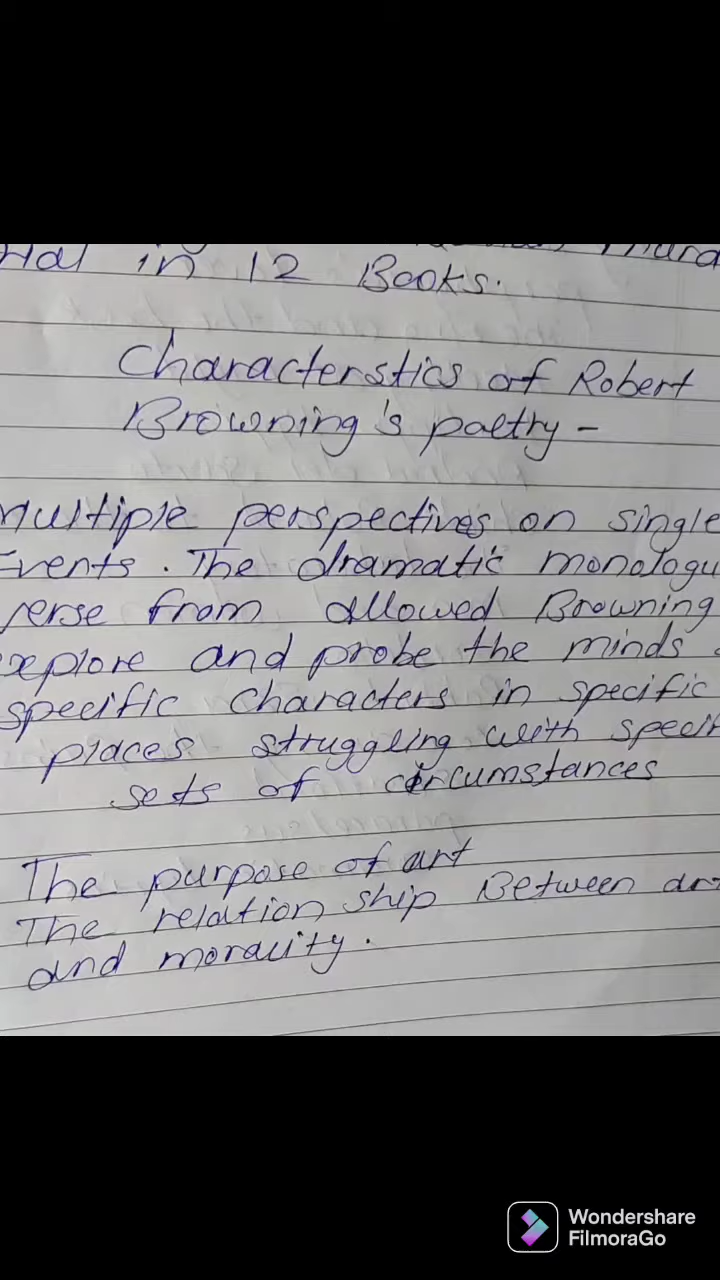 in 12 Books.
Characterstics of Robert
Browning's poetry -
Multiple perspectives on single
Events. The dramatic monologu
verse from allowed Browning
explore and probe the minds
specific characters in specific
places struggling with specif
sets of circumstances
The purpose of art
The relation ship Between ar
and morality.
Wondershare
FilmoraGo